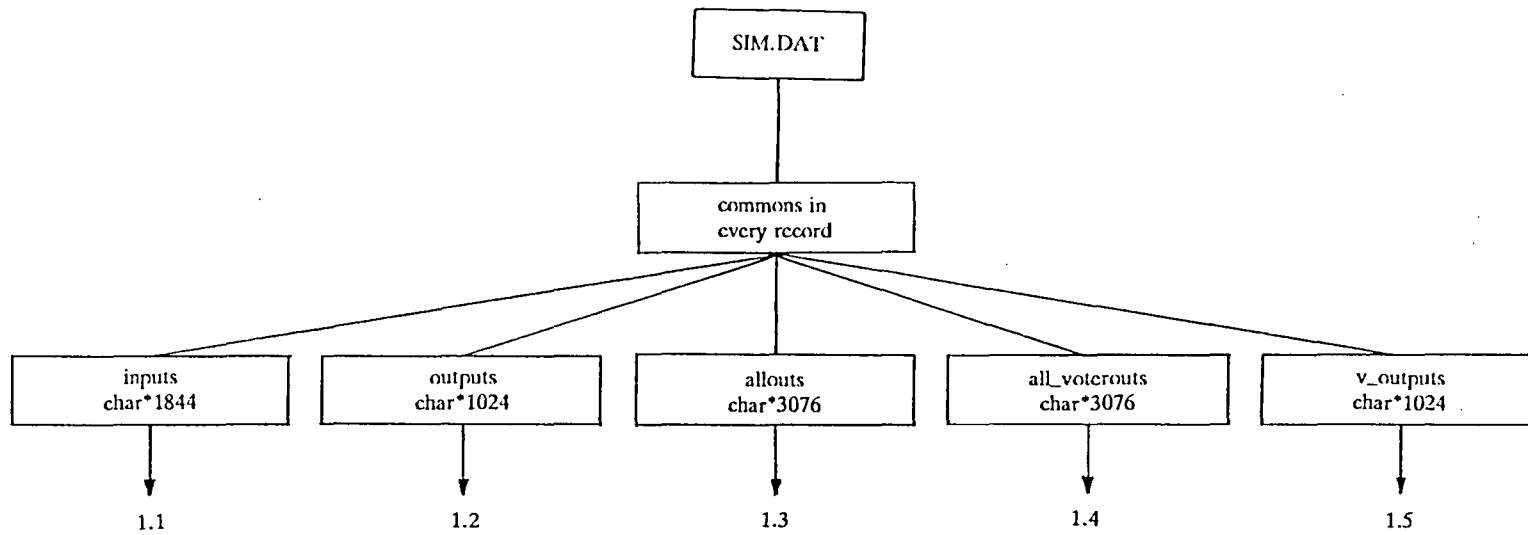 SIM.DAT
commons in
every record
inputs
char*1844
outputs
char*1024
allouts
char*3076
all_voterouts
char*3076
v_outputs
char*1024
1.1
1.2
1.3
1.4
1.5